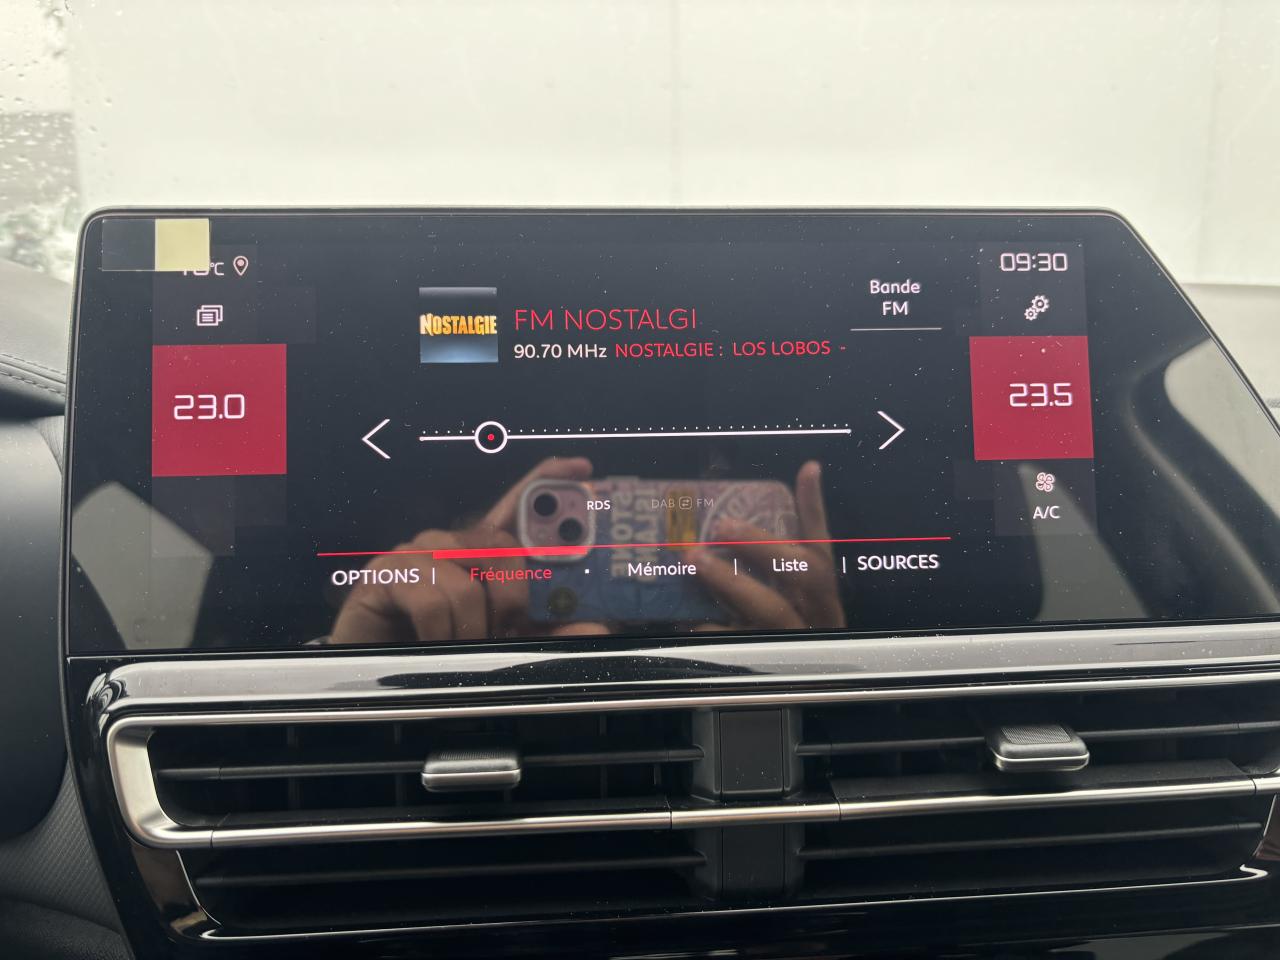 °C
09:30
Bande
FM
NOSTALGIE
FM NOSTALGI
90.70 MHz NOSTALGIE : LOS LOBOS -
23.0
23.5
RDS
DAB FM
A/C
OPTIONS | Fréquence · Mémoire | Liste | SOURCES